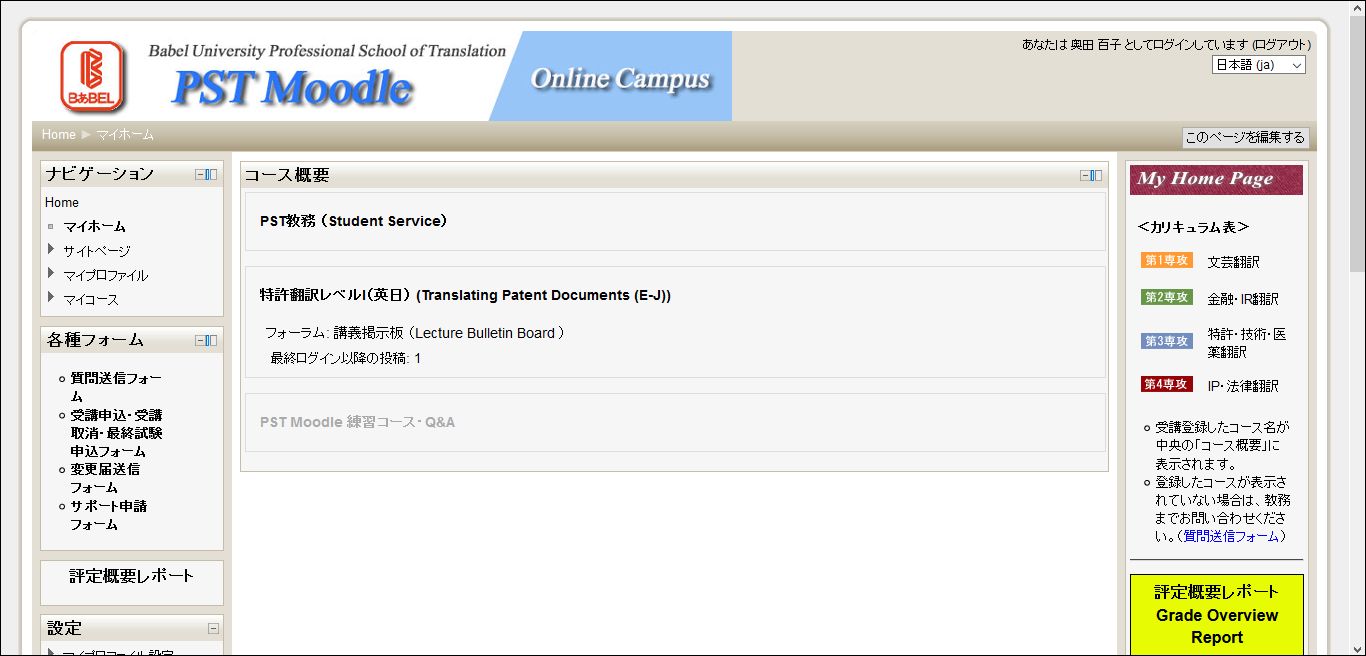 BあBEL
Babel University Professional School of Translation
PST Moodle
Online Campus
あなたは 奥田 百子 としてログインしています (ログアウト)
日本語 (ja)
Home ► マイホーム
このページを編集する
ナビゲーション
Home
マイホーム
サイトページ
マイプロファイル
マイコース
各種フォーム
質問送信フォー
ム
受講申込・受講
取消・最終試験
申込フォーム
変更届送信
フォーム
サポート申請
フォーム
評定概要レポート
設定
マイプロファイル設定
コース概要
PST教務 (Student Service)
特許翻訳レベルI(英日) (Translating Patent Documents (E-J))
フォーラム: 講義掲示板 (Lecture Bulletin Board )
最終ログイン以降の投稿: 1
PST Moodle 練習コース・Q&A
My Home Page
<カリキュラム表>
第1専攻 文芸翻訳
第2専攻 金融・IR翻訳
第3専攻 特許・技術・医
薬翻訳
第4専攻 IP・法律翻訳
受講登録したコース名が
中央の「コース概要」に
表示されます。
登録したコースが表示さ
れていない場合は、教務
までお問い合わせくださ
い。(質問送信フォーム)
評定概要レポート
Grade Overview
Report